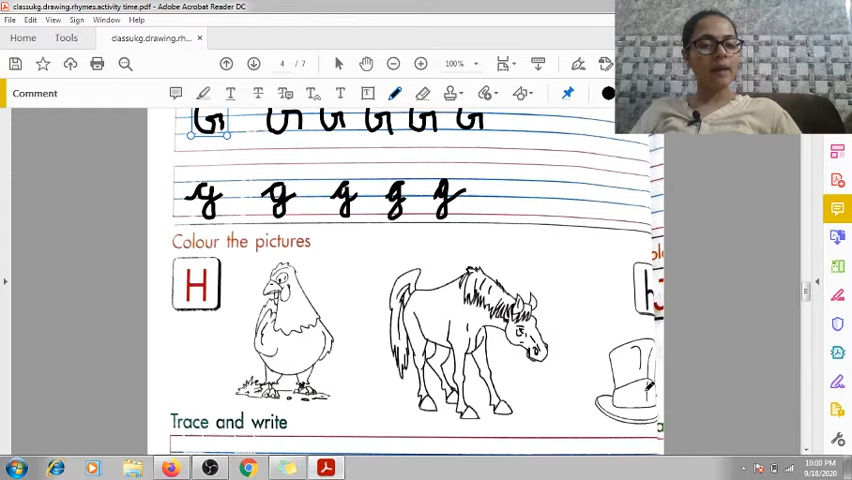 classukg.drawing.rhymes.activity time.pdf - Adobe Acrobat Reader DC
File Edit View Sign Window Help
Home Tools classukg.drawing.rh... ×
4 / 7 100%
Comment
G G G G G G
g g g g g
Colour the pictures
H h
Trace and write
10:00 PM
9/18/2020